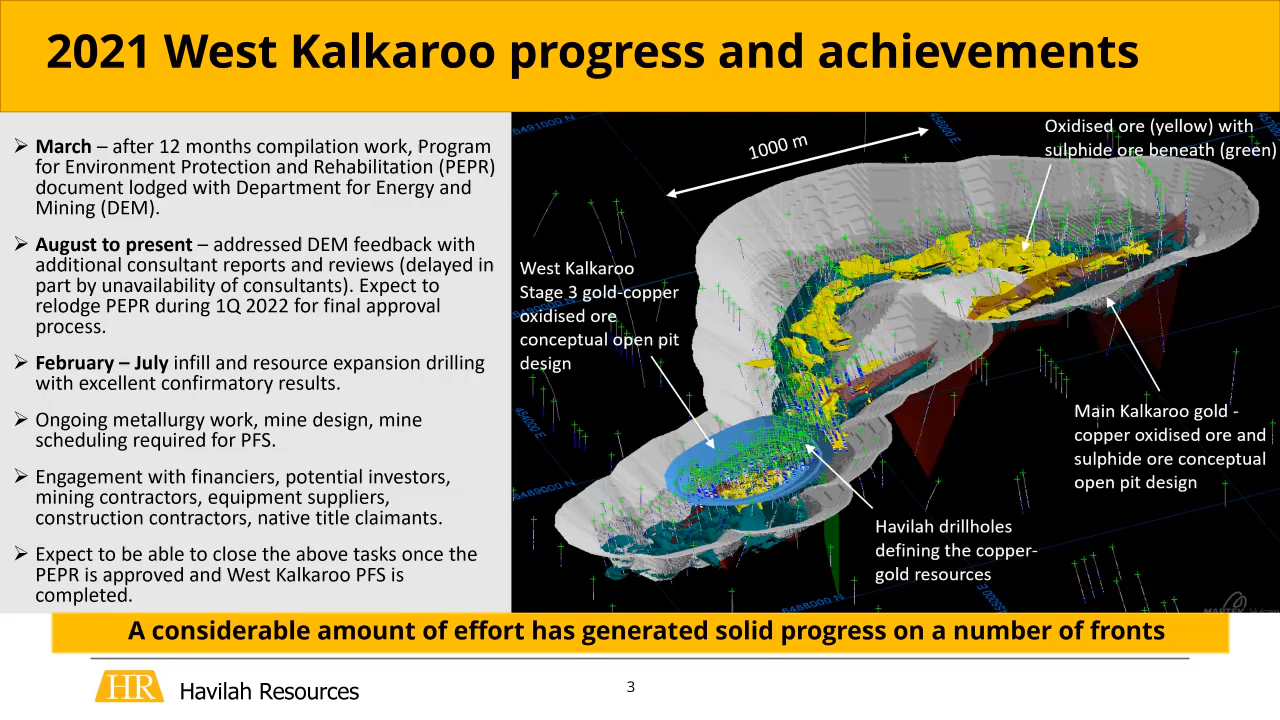 2021 West Kalkaroo progress and achievements
➢ March – after 12 months compilation work, Program
for Environment Protection and Rehabilitation (PEPR)
document lodged with Department for Energy and
Mining (DEM).
➢ August to present – addressed DEM feedback with
additional consultant reports and reviews (delayed in
part by unavailability of consultants). Expect to
relodge PEPR during 1Q 2022 for final approval
process.
➢ February – July infill and resource expansion drilling
with excellent confirmatory results.
➢ Ongoing metallurgy work, mine design, mine
scheduling required for PFS.
➢ Engagement with financiers, potential investors,
mining contractors, equipment suppliers,
construction contractors, native title claimants.
➢ Expect to be able to close the above tasks once the
PEPR is approved and West Kalkaroo PFS is
completed.
6491000 N
1000 m
456000 E
Oxidised ore (yellow) with
sulphide ore beneath (green)
West Kalkaroo
Stage 3 gold-copper
oxidised ore
conceptual open pit
design
454000 E
6489000 N
Main Kalkaroo gold -
copper oxidised ore and
sulphide ore conceptual
open pit design
Havilah drillholes
defining the copper-
gold resources
6488000 N
A considerable amount of effort has generated solid progress on a number of fronts
HR
Havilah Resources
3